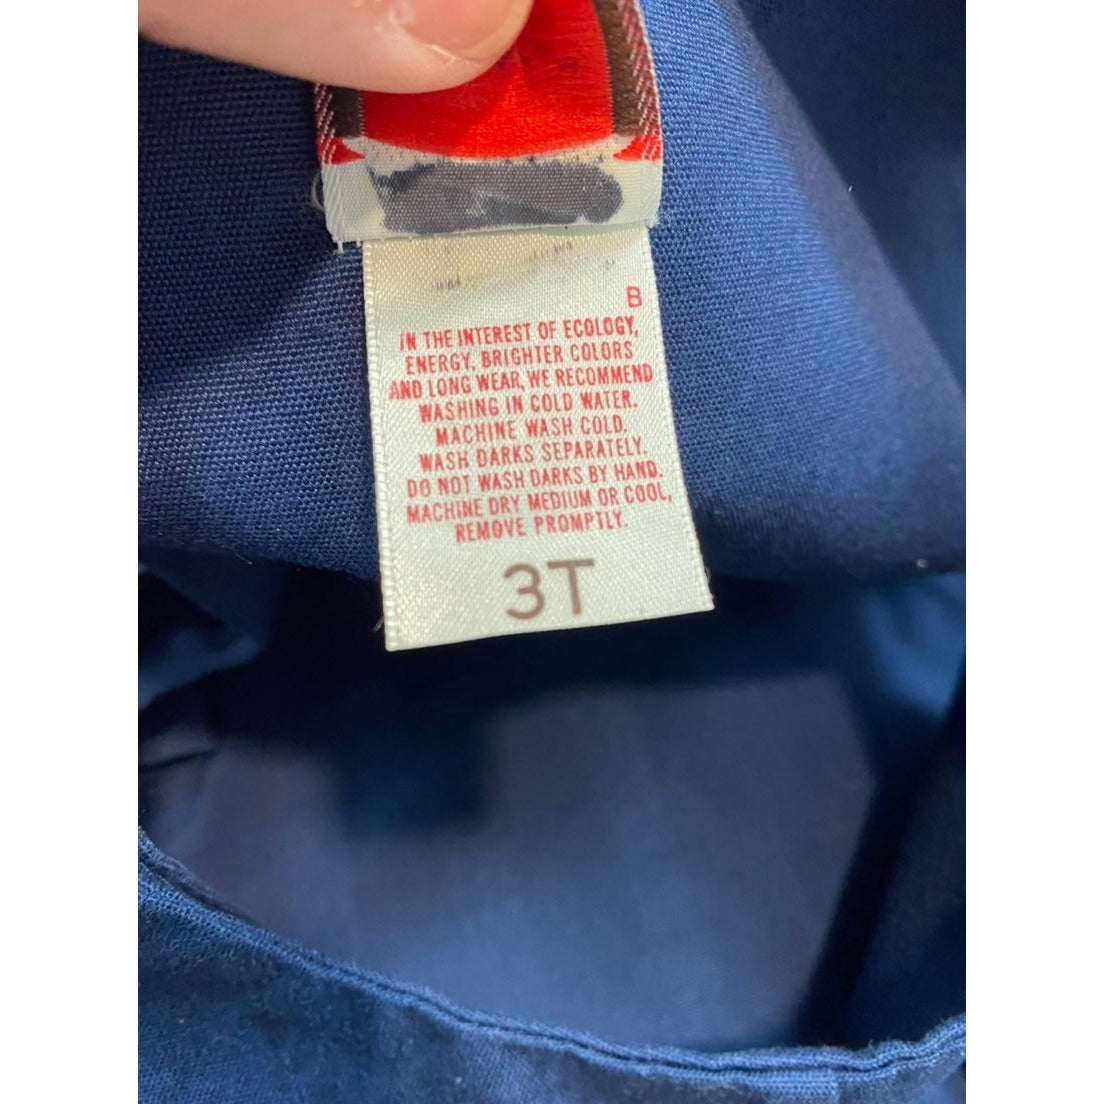 B
IN THE INTEREST OF ECOLOGY,
ENERGY, BRIGHTER COLORS
AND LONG WEAR, WE RECOMMEND
WASHING IN COLD WATER.
MACHINE WASH COLD.
WASH DARKS SEPARATELY.
DO NOT WASH DARKS BY HAND.
MACHINE DRY MEDIUM OR COOL,
REMOVE PROMPTLY.
3T